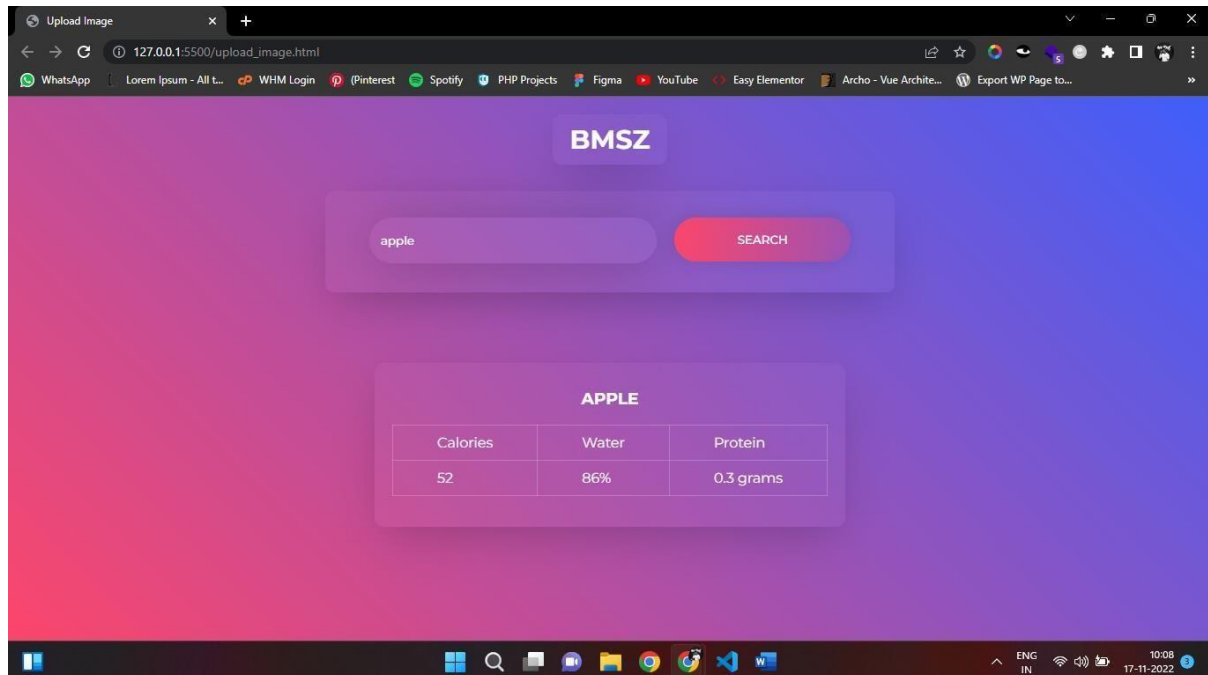 Upload Image
127.0.0.1:5500/upload_image.html
WhatsApp Lorem Ipsum - All t... WHM Login (Pinterest Spotify PHP Projects Figma YouTube Easy Elementor Archo - Vue Archite... Export WP Page to... »
BMSZ
apple SEARCH
APPLE
Calories Water Protein
52 86% 0.3 grams
ENG 10:08
IN 17-11-2022 3